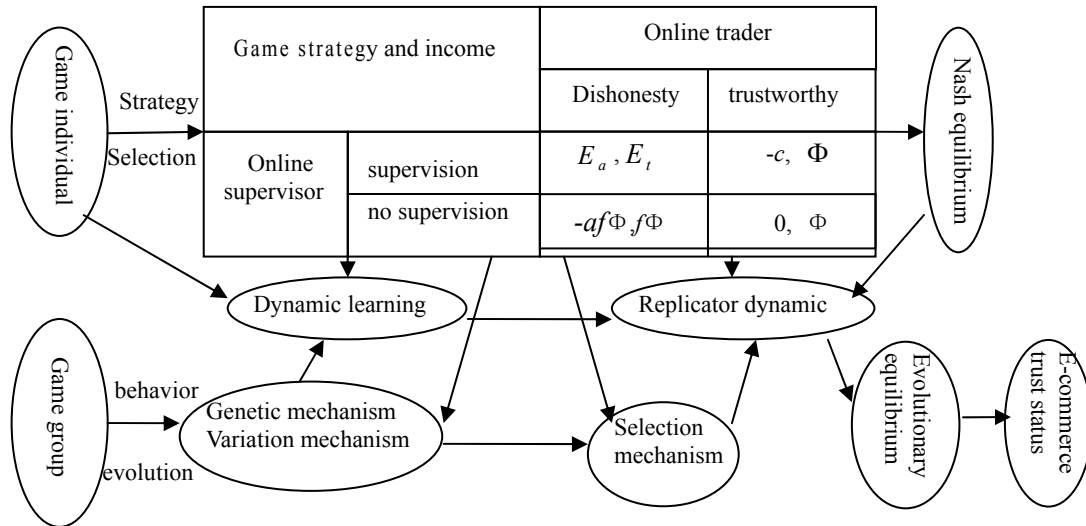 Game individual
Strategy
Selection
Game strategy and income
Online trader
Dishonesty
trustworthy
Online
supervisor
supervision
no supervision
E_a , E_t
-c, Φ
-afΦ,fΦ
0, Φ
Nash equilibrium
Dynamic learning
Replicator dynamic
Game group
behavior
evolution
Genetic mechanism
Variation mechanism
Selection
mechanism
Evolutionary
equilibrium
E-commerce
trust status